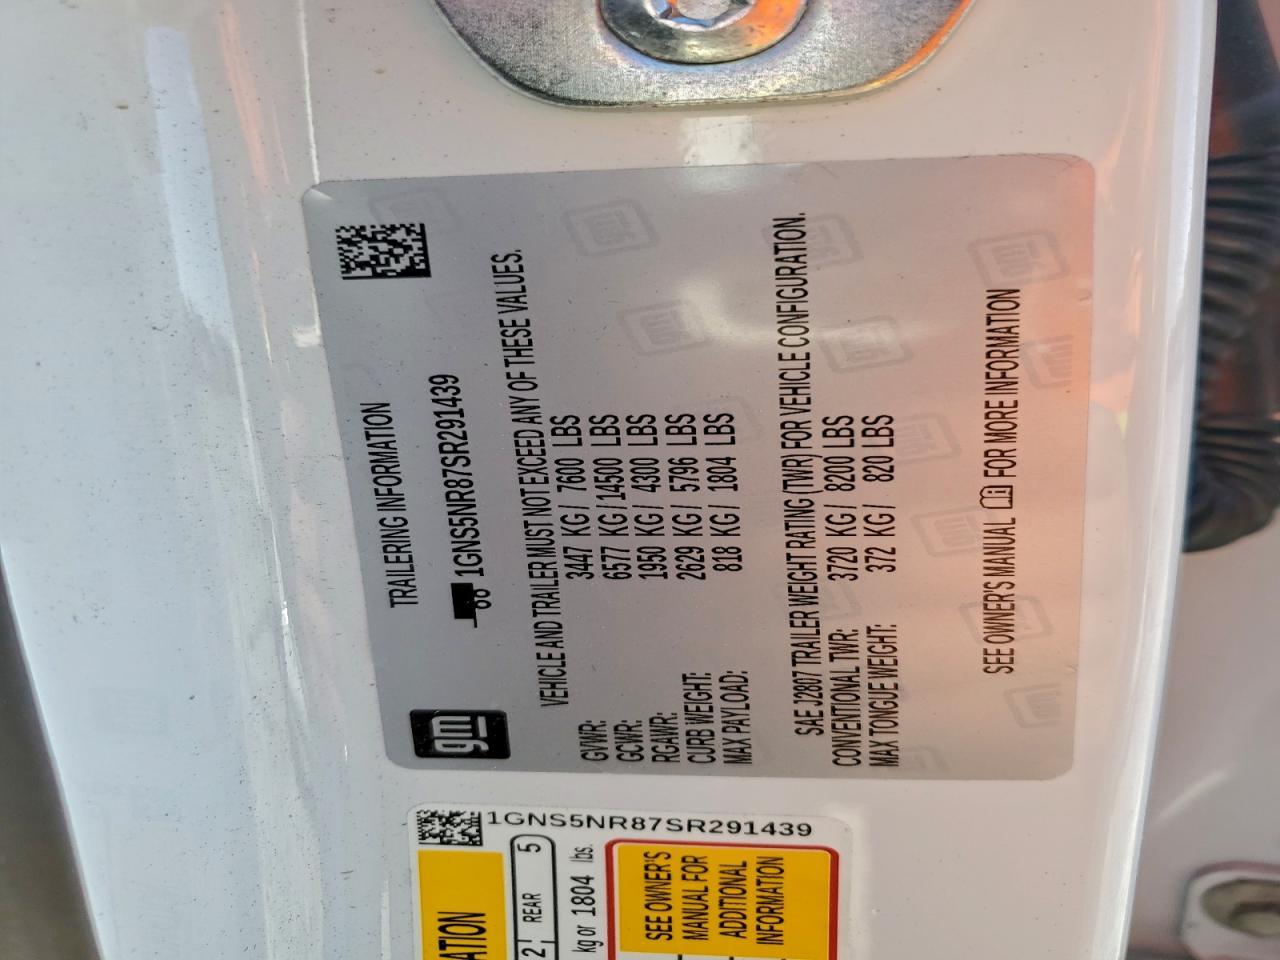 gm
TRAILERING INFORMATION
1GNS5NR87SR291439
VEHICLE AND TRAILER MUST NOT EXCEED ANY OF THESE VALUES.
GVWR: 3447 KG / 7600 LBS
GCWR: 6577 KG / 14500 LBS
RGAWR: 1950 KG / 4300 LBS
CURB WEIGHT: 2629 KG / 5796 LBS
MAX PAYLOAD: 818 KG / 1804 LBS
SAE J2807 TRAILER WEIGHT RATING (TWR) FOR VEHICLE CONFIGURATION.
CONVENTIONAL TWR: 3720 KG / 8200 LBS
MAX TONGUE WEIGHT: 372 KG / 820 LBS
SEE OWNER'S MANUAL FOR MORE INFORMATION
1GNS5NR87SR291439
ATION
2 REAR 5
kg or 1804 lbs.
SEE OWNER'S
MANUAL FOR
ADDITIONAL
INFORMATION